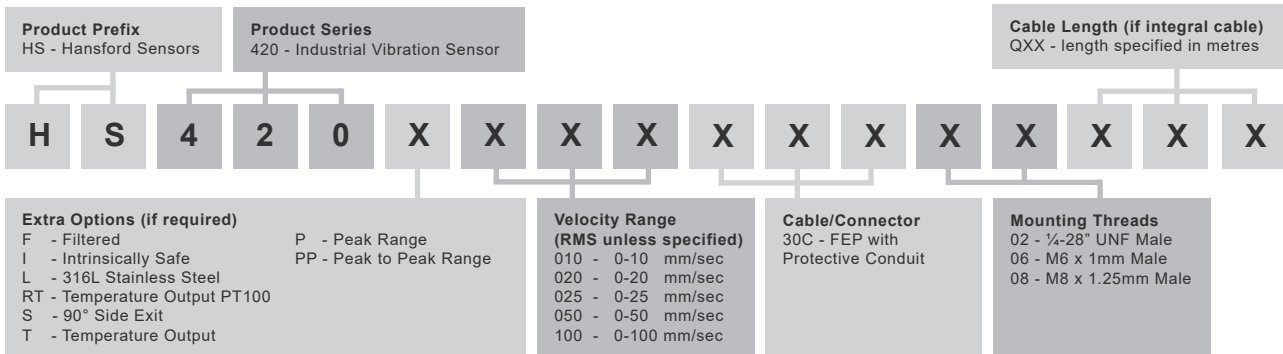 Product Prefix
HS - Hansford Sensors
Product Series
420 - Industrial Vibration Sensor
Cable Length (if integral cable)
QXX - length specified in metres
H S 4 2 0 X X X X X X X X X X X X
Extra Options (if required)
F - Filtered
I - Intrinsically Safe
L - 316L Stainless Steel
RT - Temperature Output PT100
S - 90° Side Exit
T - Temperature Output
P - Peak Range
PP - Peak to Peak Range
Velocity Range
(RMS unless specified)
010 - 0-10 mm/sec
020 - 0-20 mm/sec
025 - 0-25 mm/sec
050 - 0-50 mm/sec
100 - 0-100 mm/sec
Cable/Connector
30C - FEP with
Protective Conduit
Mounting Threads
02 - ¼-28” UNF Male
06 - M6 x 1mm Male
08 - M8 x 1.25mm Male